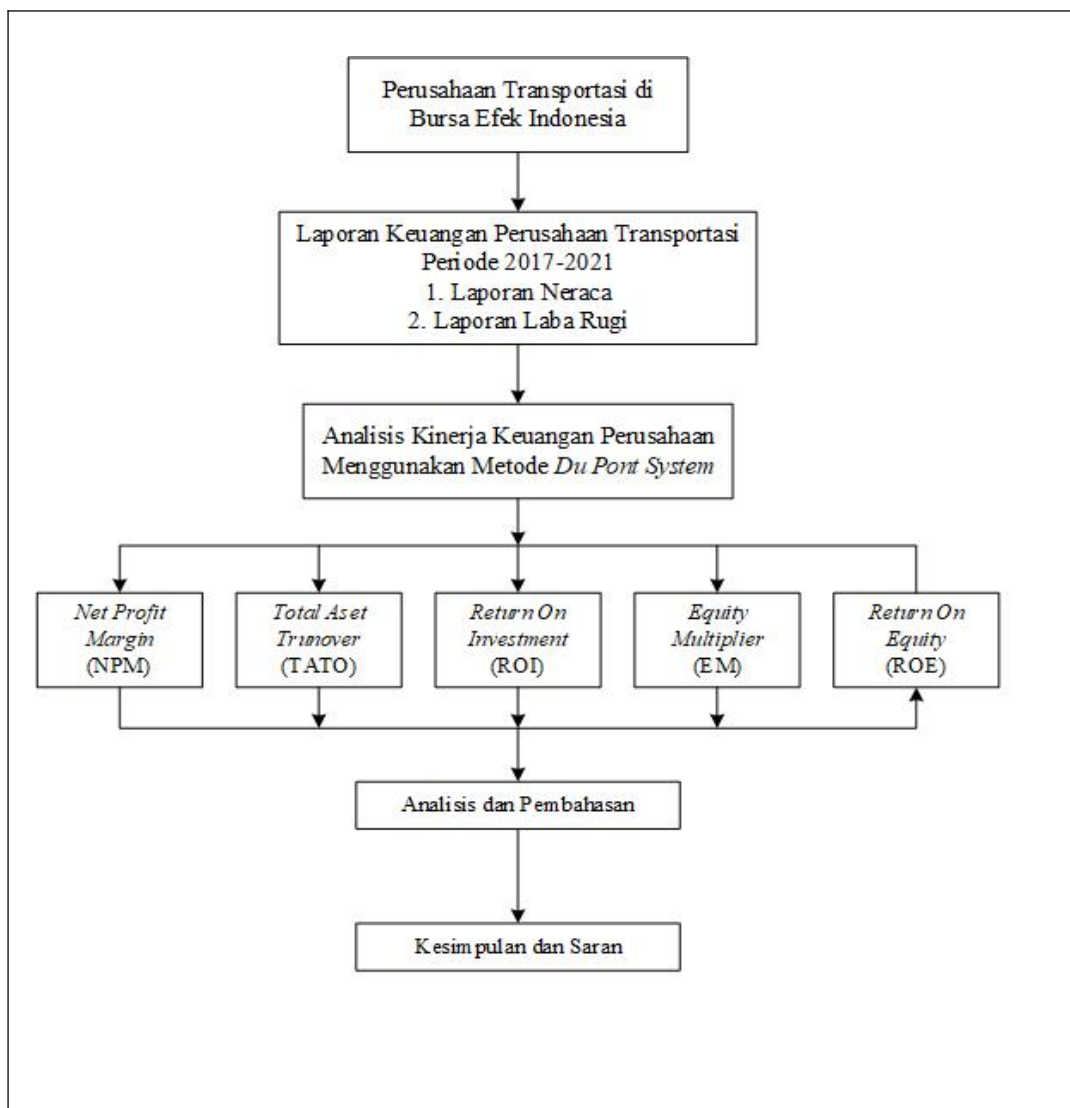 Perusahaan Transportasi di
Bursa Efek Indonesia
Laporan Keuangan Perusahaan Transportasi
Periode 2017-2021
1. Laporan Neraca
2. Laporan Laba Rugi
Analisis Kinerja Keuangan Perusahaan
Menggunakan Metode Du Pont System
Net Profit
Margin
(NPM)
Total Aset
Trunover
(TATO)
Return On
Investment
(ROI)
Equity
Multiplier
(EM)
Return On
Equity
(ROE)
Analisis dan Pembahasan
Kesimpulan dan Saran